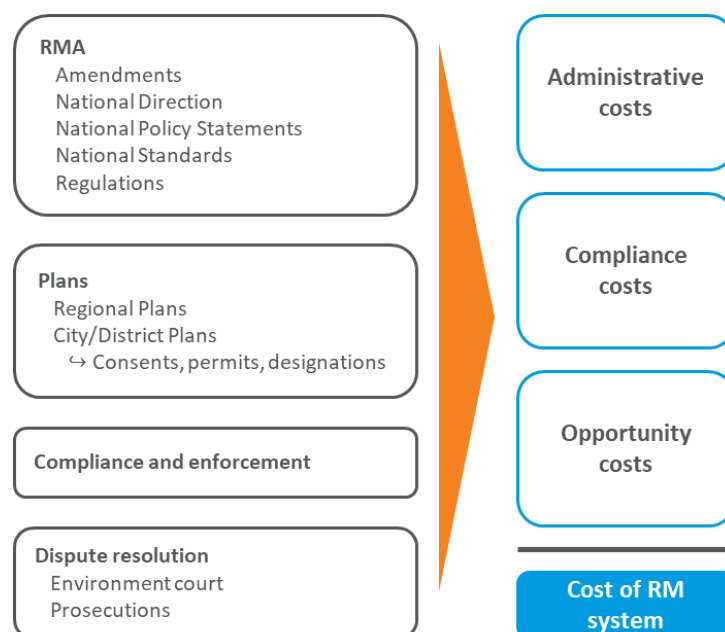 RMA
Amendments
National Direction
National Policy Statements
National Standards
Regulations
Plans
Regional Plans
City/District Plans
↪ Consents, permits, designations
Compliance and enforcement
Dispute resolution
Environment court
Prosecutions
Administrative
costs
Compliance
costs
Opportunity
costs
Cost of RM
system